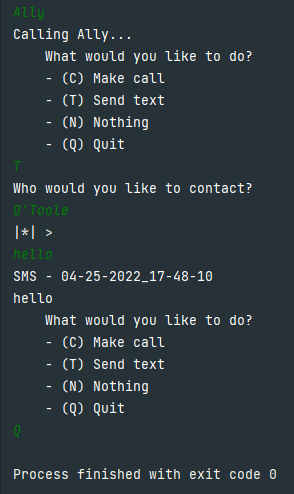 Ally
Calling Ally...
    What would you like to do?
    - (C) Make call
    - (T) Send text
    - (N) Nothing
    - (Q) Quit
T
Who would you like to contact?
O'Toole
|*| >
hello
SMS - 04-25-2022_17-48-10
hello
    What would you like to do?
    - (C) Make call
    - (T) Send text
    - (N) Nothing
    - (Q) Quit
Q

Process finished with exit code 0